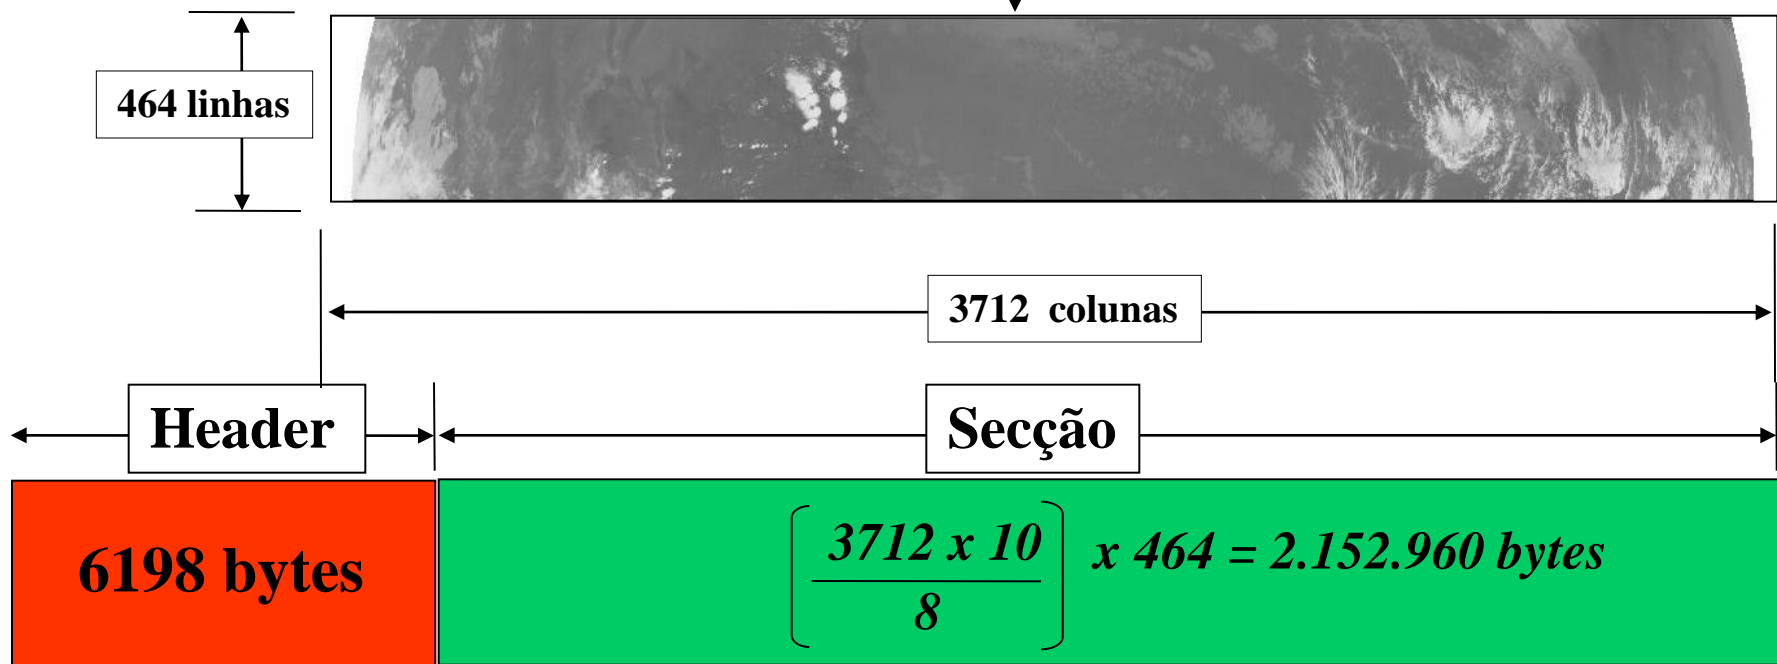 464 linhas
3712 colunas
Header
Secção
6198 bytes
3712 x 10
8
x 464 = 2.152.960 bytes